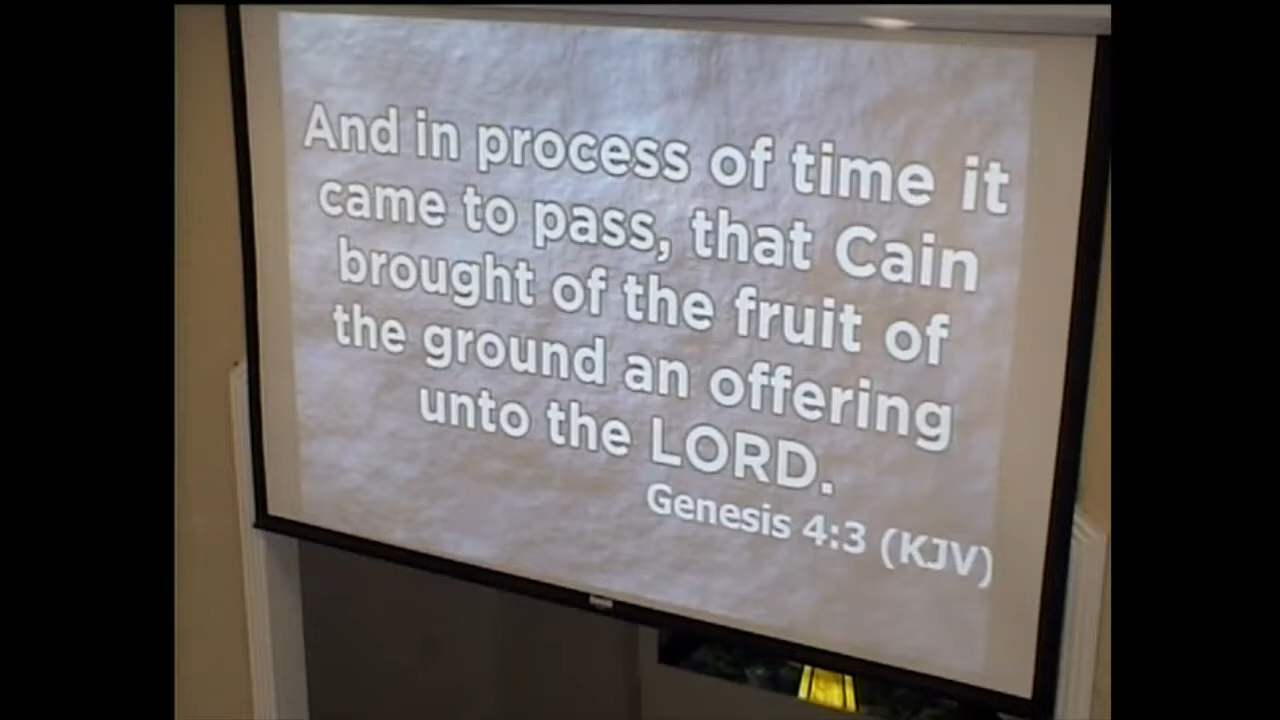 And in process of time it
came to pass, that Cain
brought of the fruit of
the ground an offering
unto the LORD.
Genesis 4:3 (KJV)